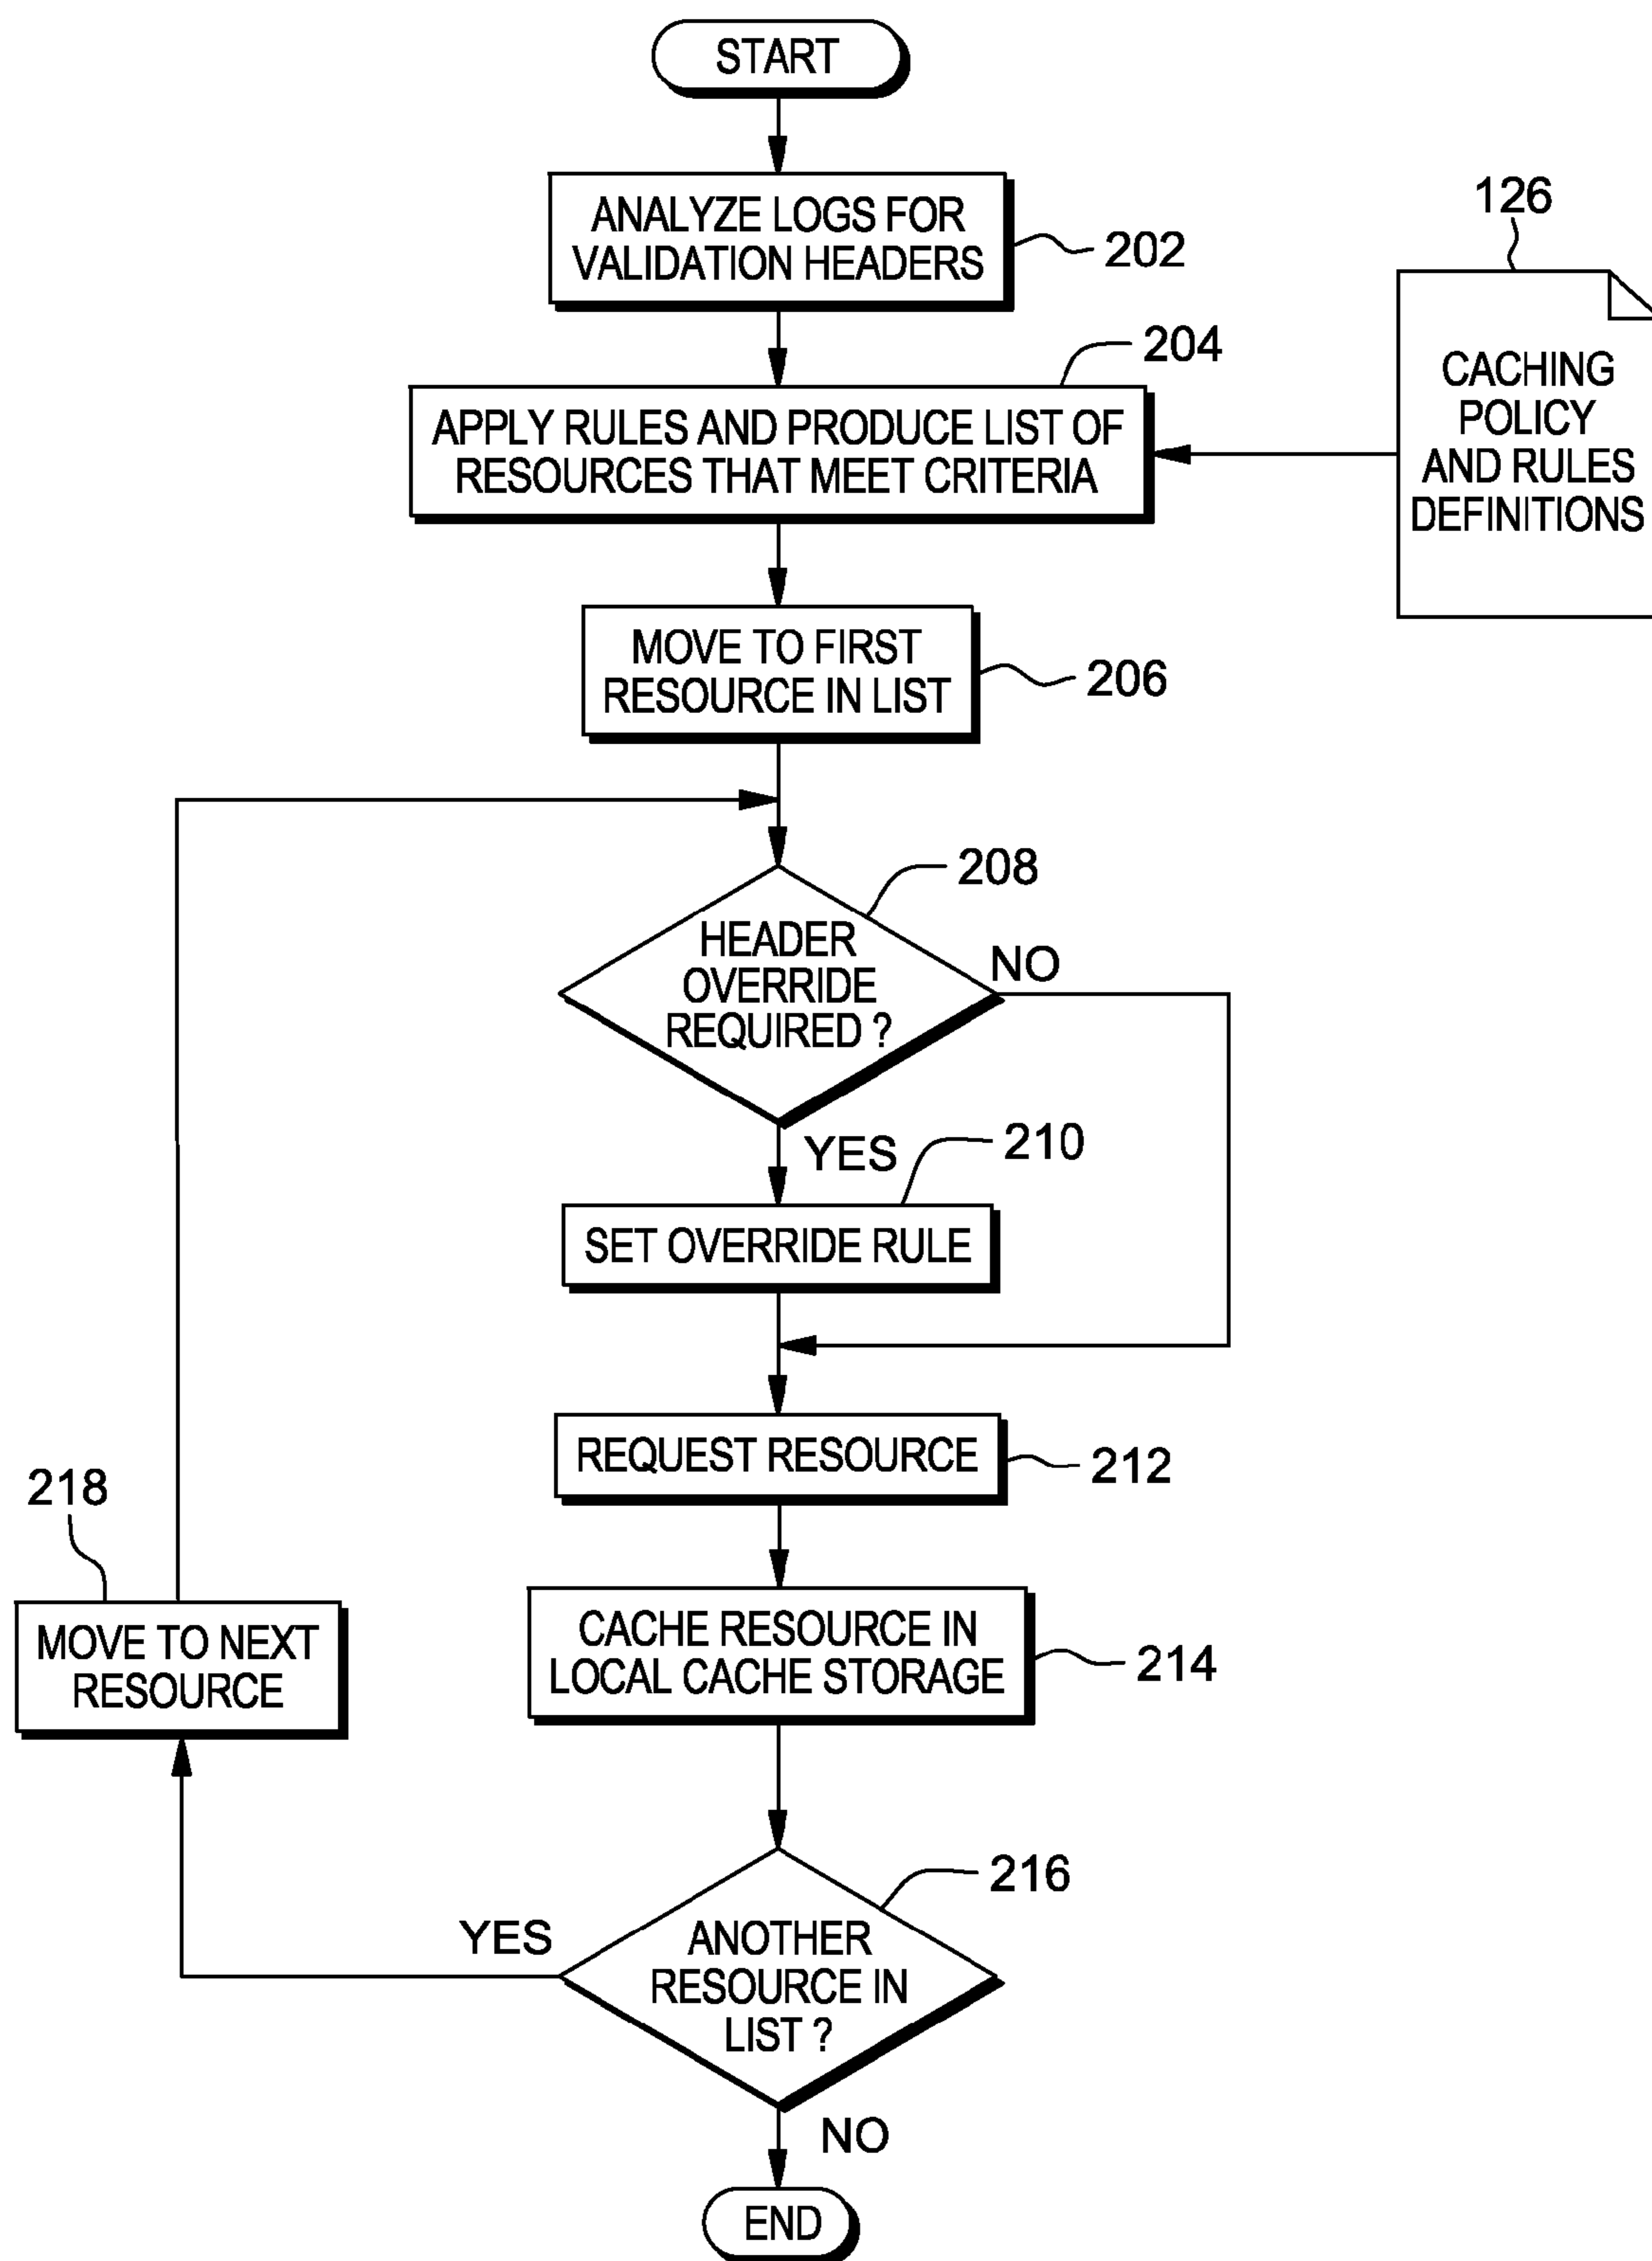 START
ANALYZE LOGS FOR
VALIDATION HEADERS
202
126
204
APPLY RULES AND PRODUCE LIST OF
RESOURCES THAT MEET CRITERIA
CACHING
POLICY
AND RULES
DEFINITIONS
MOVE TO FIRST
RESOURCE IN LIST
206
208
HEADER
OVERRIDE
REQUIRED ?
NO
YES
210
SET OVERRIDE RULE
REQUEST RESOURCE
212
218
MOVE TO NEXT
RESOURCE
CACHE RESOURCE IN
LOCAL CACHE STORAGE
214
216
YES
ANOTHER
RESOURCE IN
LIST ?
NO
END